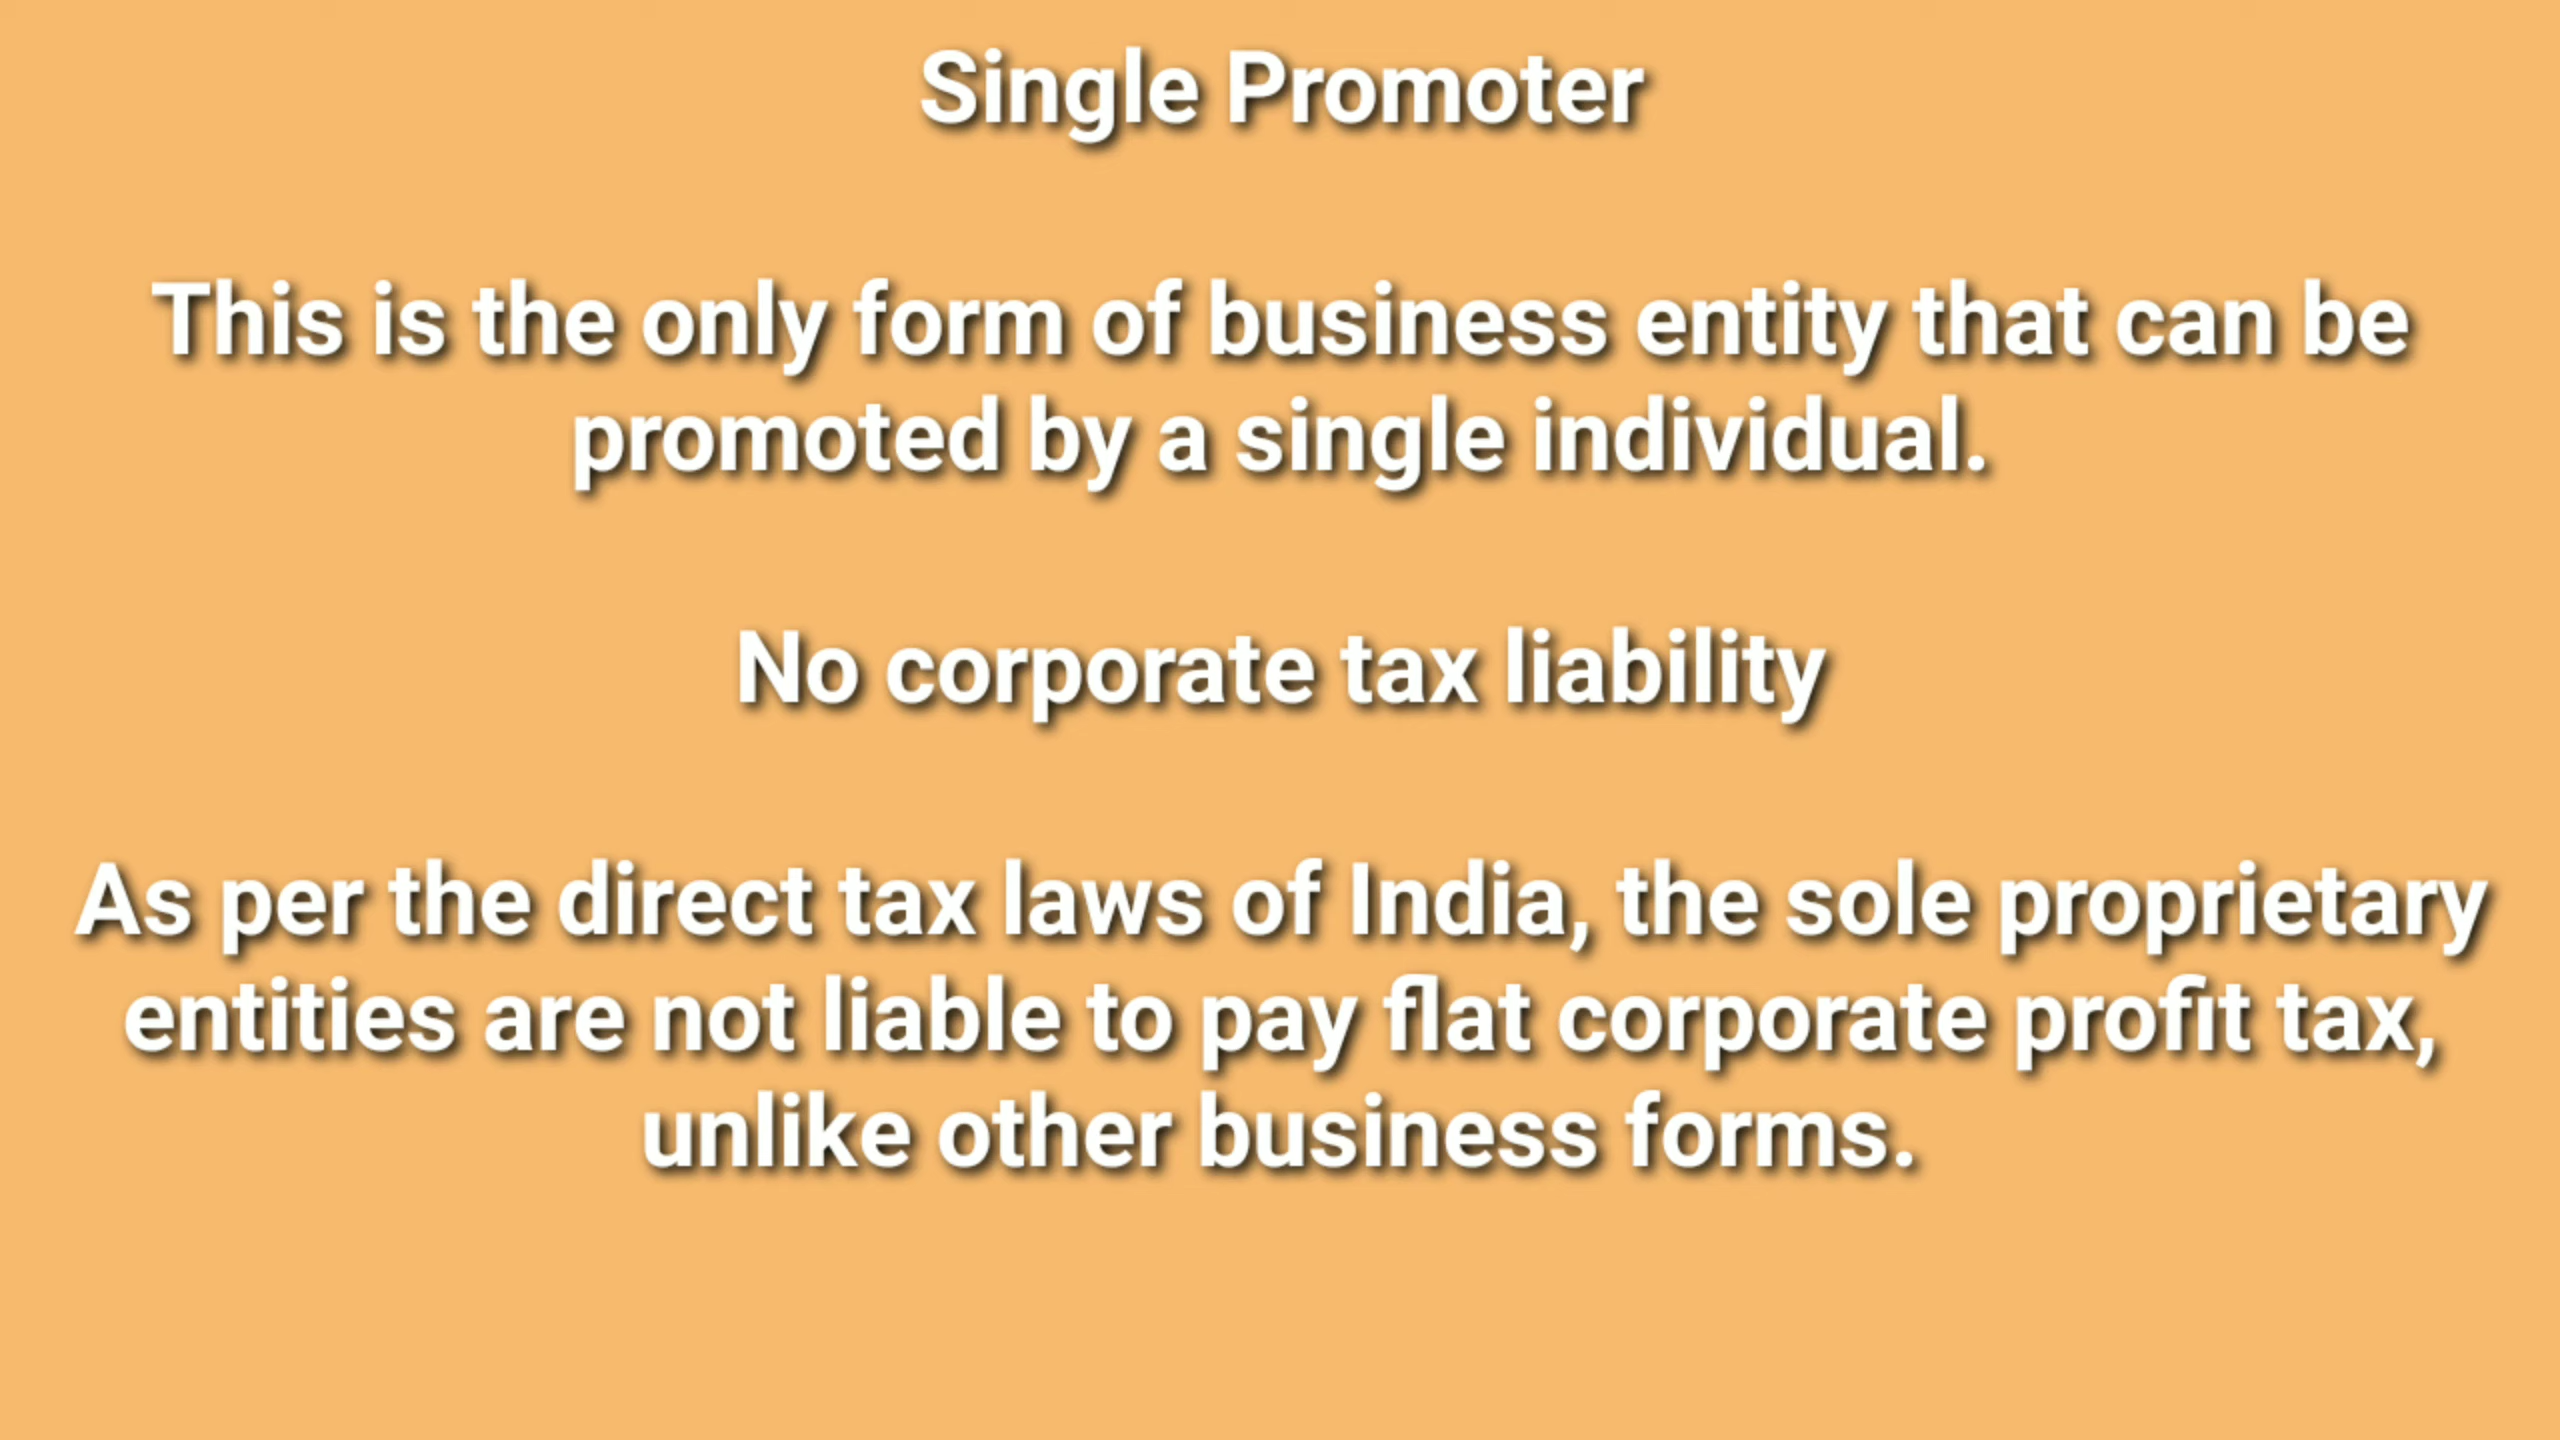 Single Promoter
This is the only form of business entity that can be
promoted by a single individual.
No corporate tax liability
As per the direct tax laws of India, the sole proprietary
entities are not liable to pay flat corporate profit tax,
unlike other business forms.